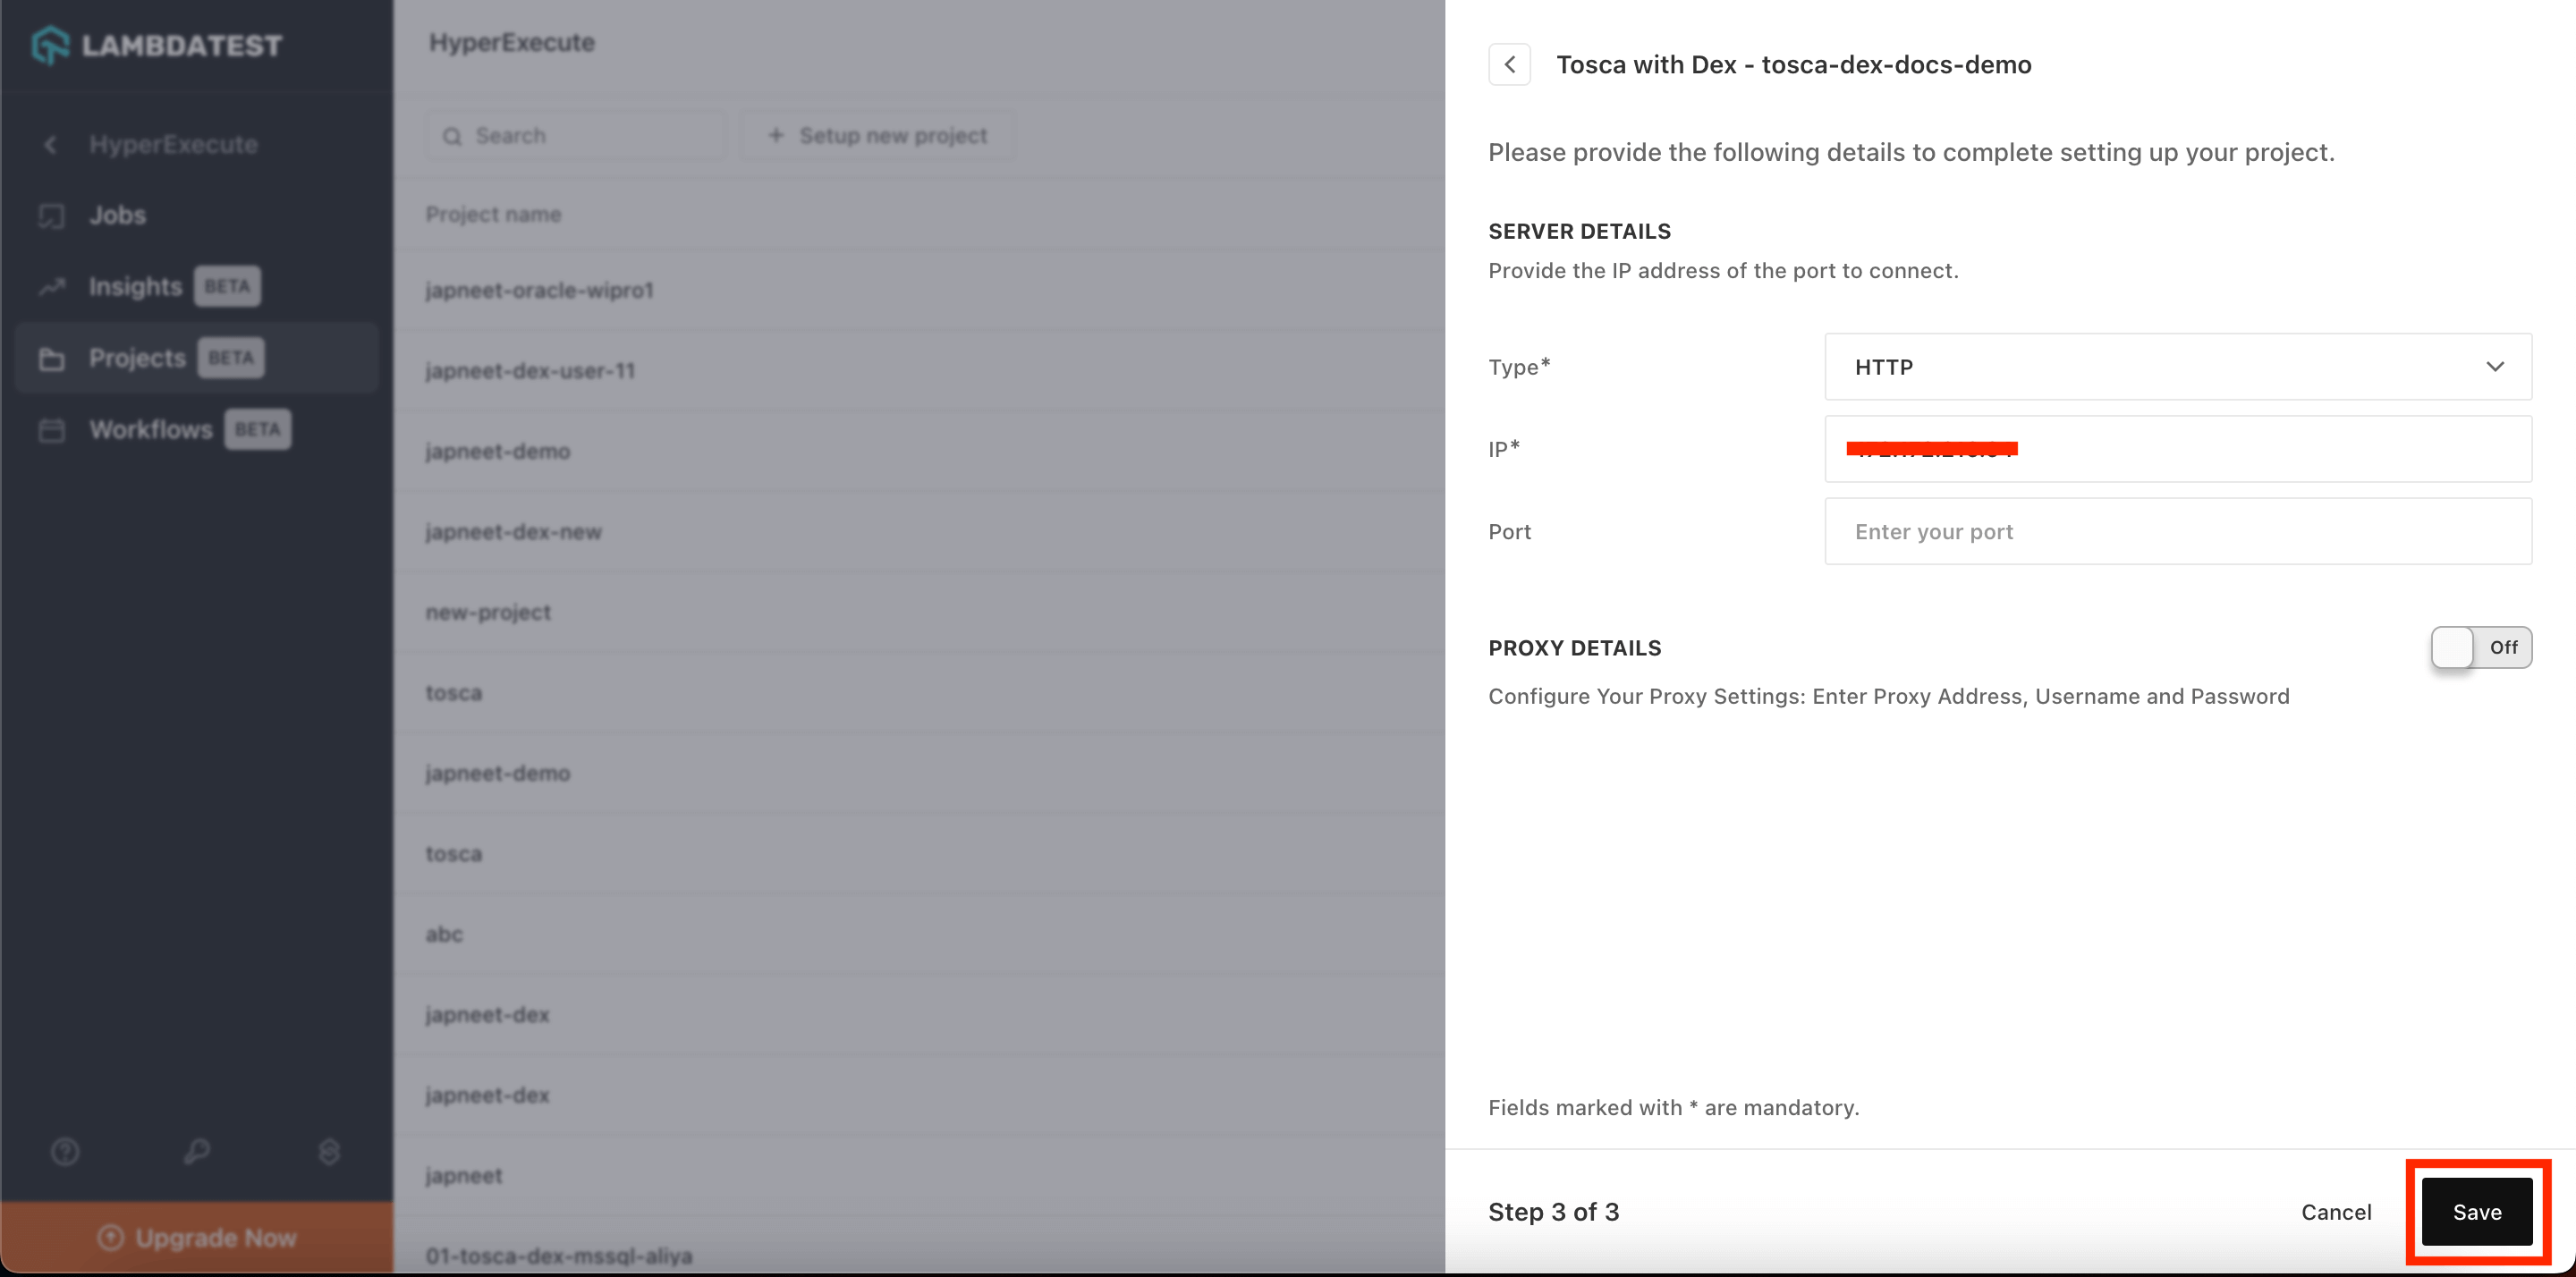 LAMBDATEST
HyperExecute
Jobs
Insights BETA
Projects BETA
Workflows BETA
Upgrade Now
HyperExecute
Search
+ Setup new project
Project name
japneet-oracle-wipro1
japneet-dex-user-11
japneet-demo
japneet-dex-new
new-project
tosca
japneet-demo
tosca
abc
japneet-dex
japneet-dex
japneet
01-tosca-dex-mssql-aliya
Tosca with Dex - tosca-dex-docs-demo
Please provide the following details to complete setting up your project.
SERVER DETAILS
Provide the IP address of the port to connect.
Type*
HTTP
IP*
Port
Enter your port
PROXY DETAILS
Off
Configure Your Proxy Settings: Enter Proxy Address, Username and Password
Fields marked with * are mandatory.
Step 3 of 3
Cancel
Save